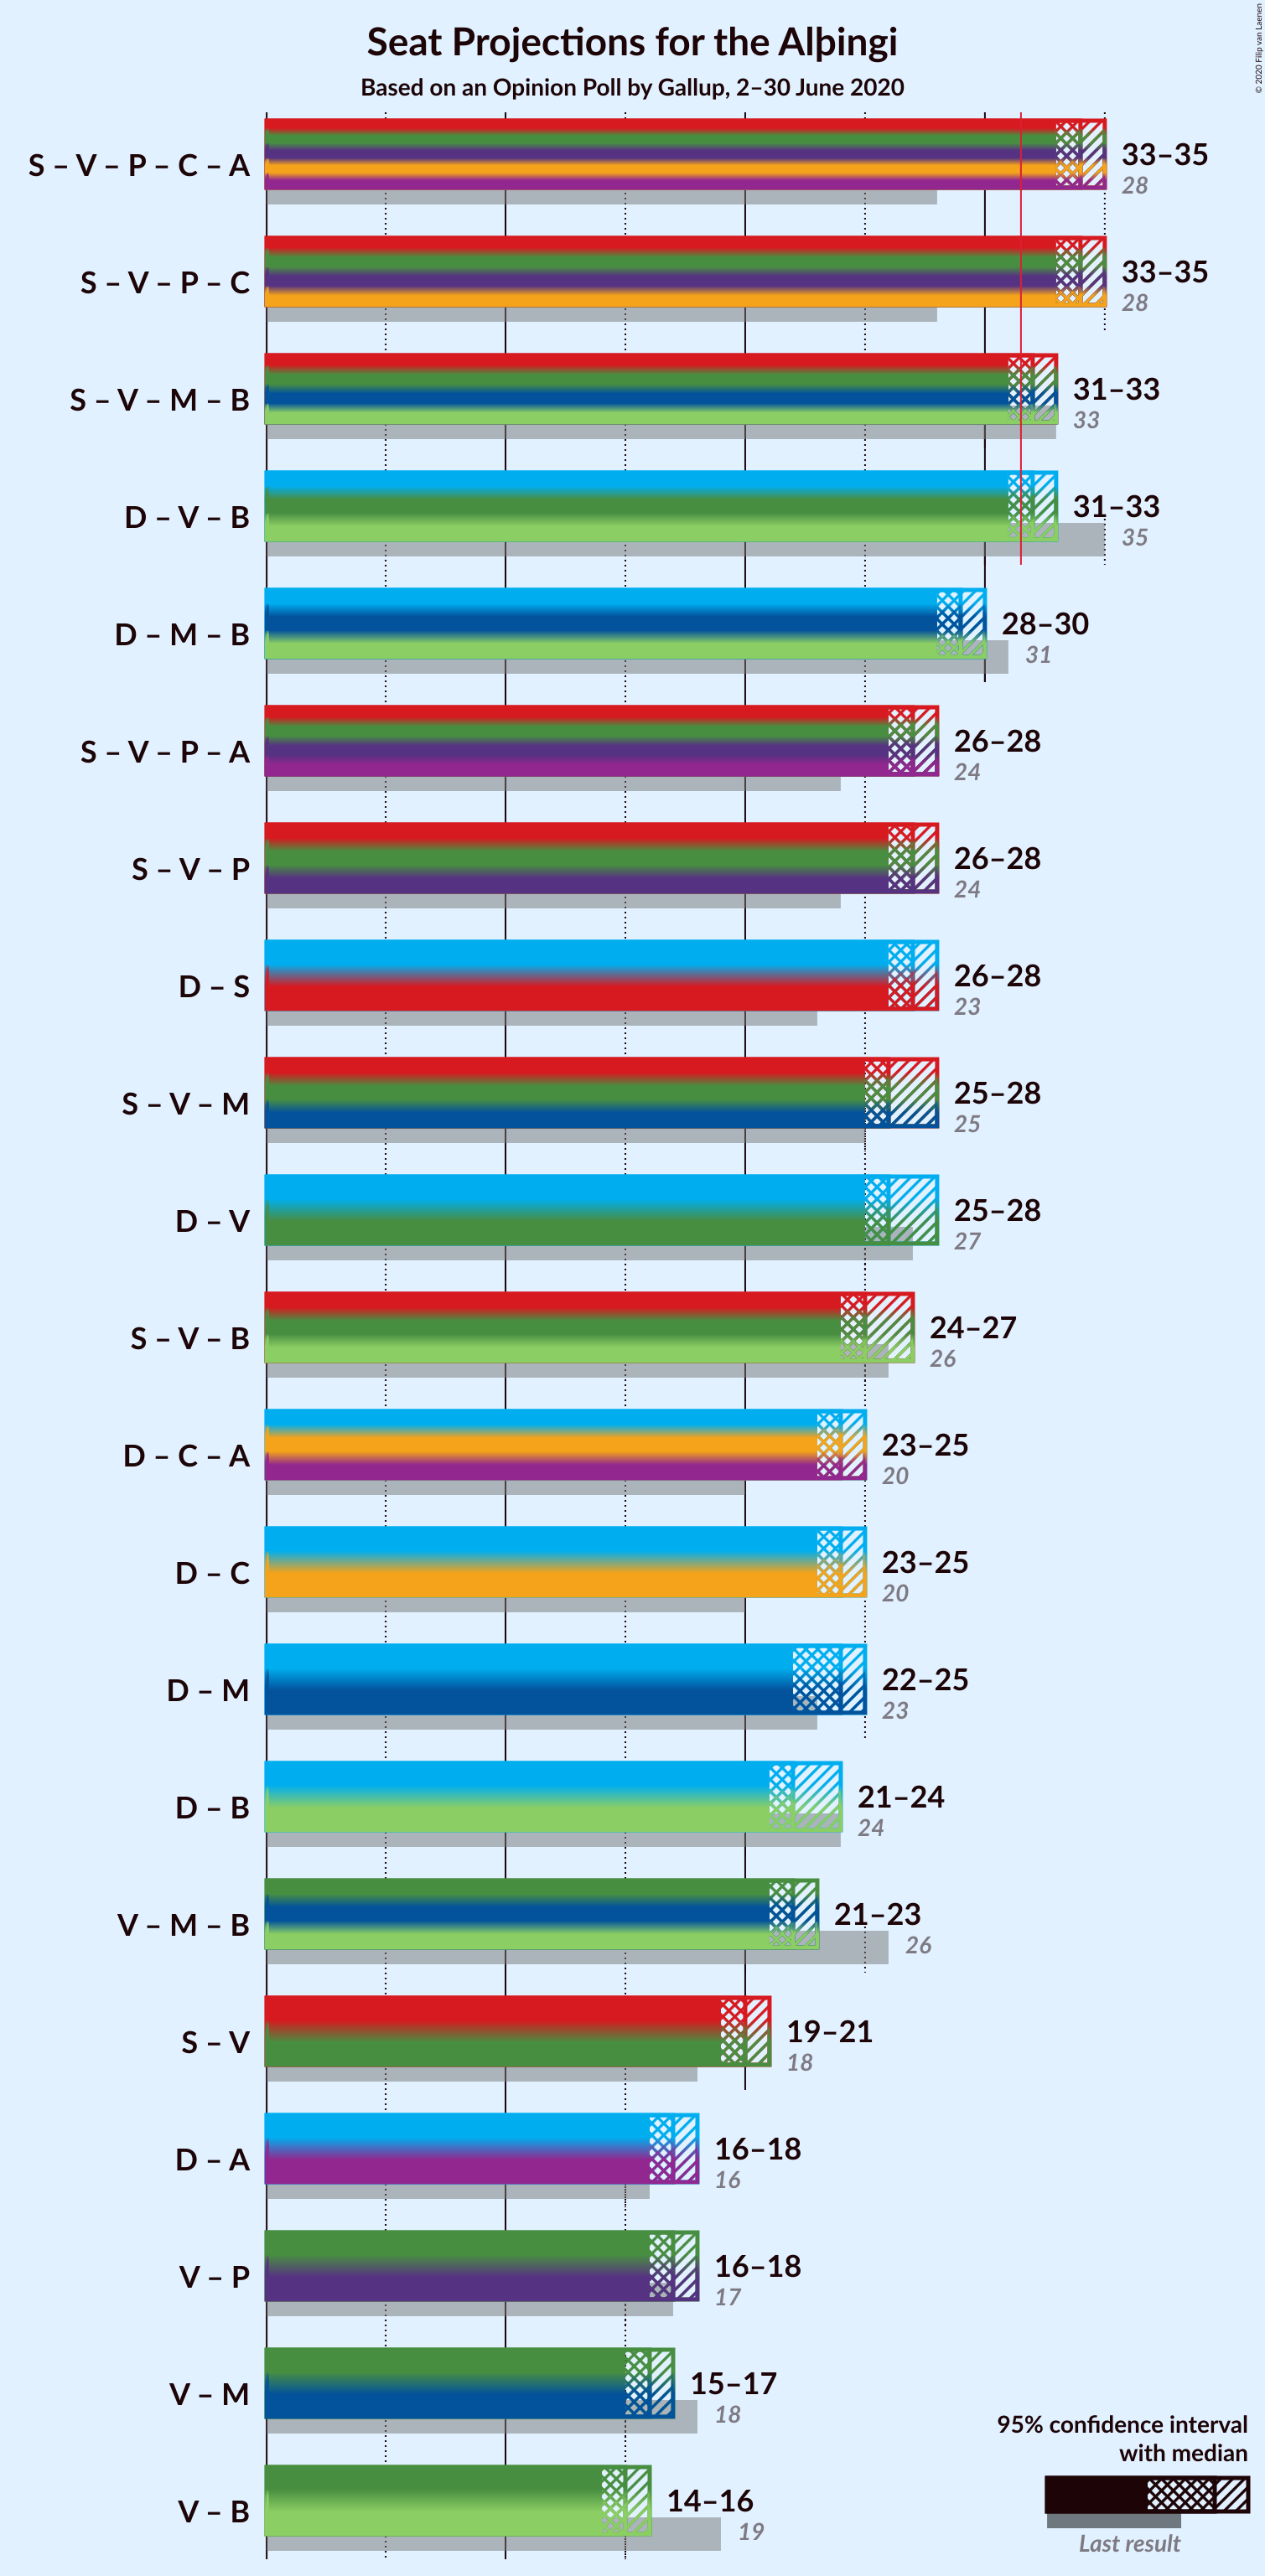 Seat Projections for the Alþingi
Based on an Opinion Poll by Gallup, 2–30 June 2020
© 2020 Filip van Laenen
S – V – P – C – A
33–35
28
S – V – P – C
33–35
28
S – V – M – B
31–33
33
D – V – B
31–33
35
D – M – B
28–30
31
S – V – P – A
26–28
24
S – V – P
26–28
24
D – S
26–28
23
S – V – M
25–28
25
D – V
25–28
27
S – V – B
24–27
26
D – C – A
23–25
20
D – C
23–25
20
D – M
22–25
23
D – B
21–24
24
V – M – B
21–23
26
S – V
19–21
18
D – A
16–18
16
V – P
16–18
17
V – M
15–17
18
V – B
14–16
19
95% confidence interval
with median
Last result